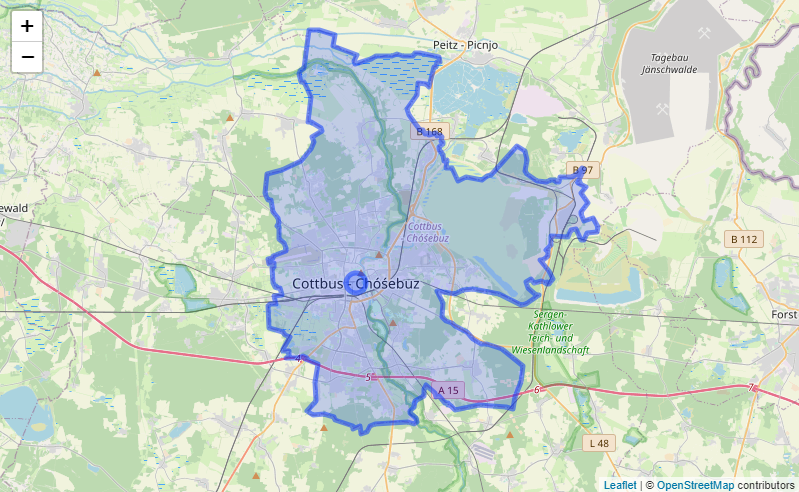 +
−
Peitz - Picnjo
Tagebau
Jänschwalde
B 168
B 97
ewald
/
Cottbus
- Chóśebuz
B 112
Cottbus - Chóśebuz
Sergen-
Kathlower
Teich- und
Wiesenlandschaft
Forst
4
5
A 15
6
7
L 48
Leaflet | © OpenStreetMap contributors